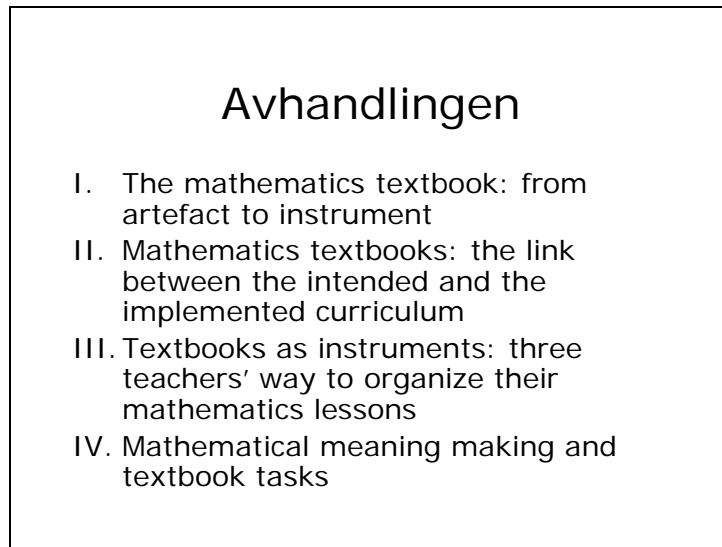 Avhandlingen
I. The mathematics textbook: from
artefact to instrument
II. Mathematics textbooks: the link
between the intended and the
implemented curriculum
III. Textbooks as instruments: three
teachers’ way to organize their
mathematics lessons
IV. Mathematical meaning making and
textbook tasks